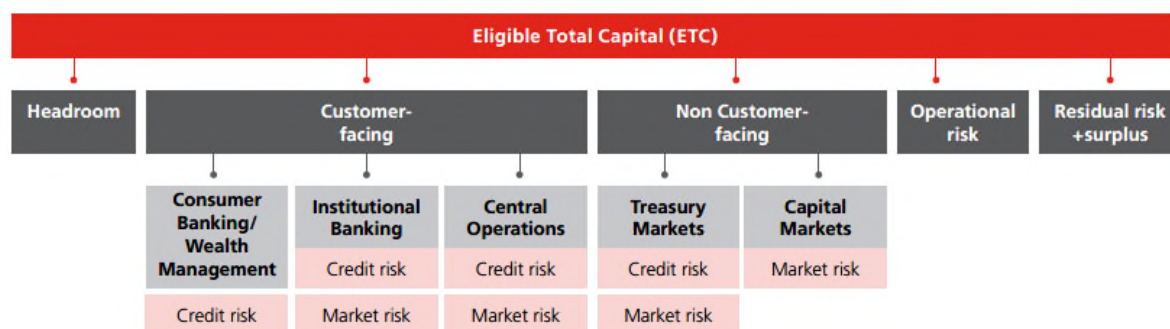 Eligible Total Capital (ETC)
Headroom
Customer-
facing
Non Customer-
facing
Operational
risk
Residual risk
+surplus
Consumer
Banking/
Wealth
Management
Credit risk
Institutional
Banking
Credit risk
Market risk
Central
Operations
Credit risk
Market risk
Treasury
Markets
Credit risk
Market risk
Capital
Markets
Market risk